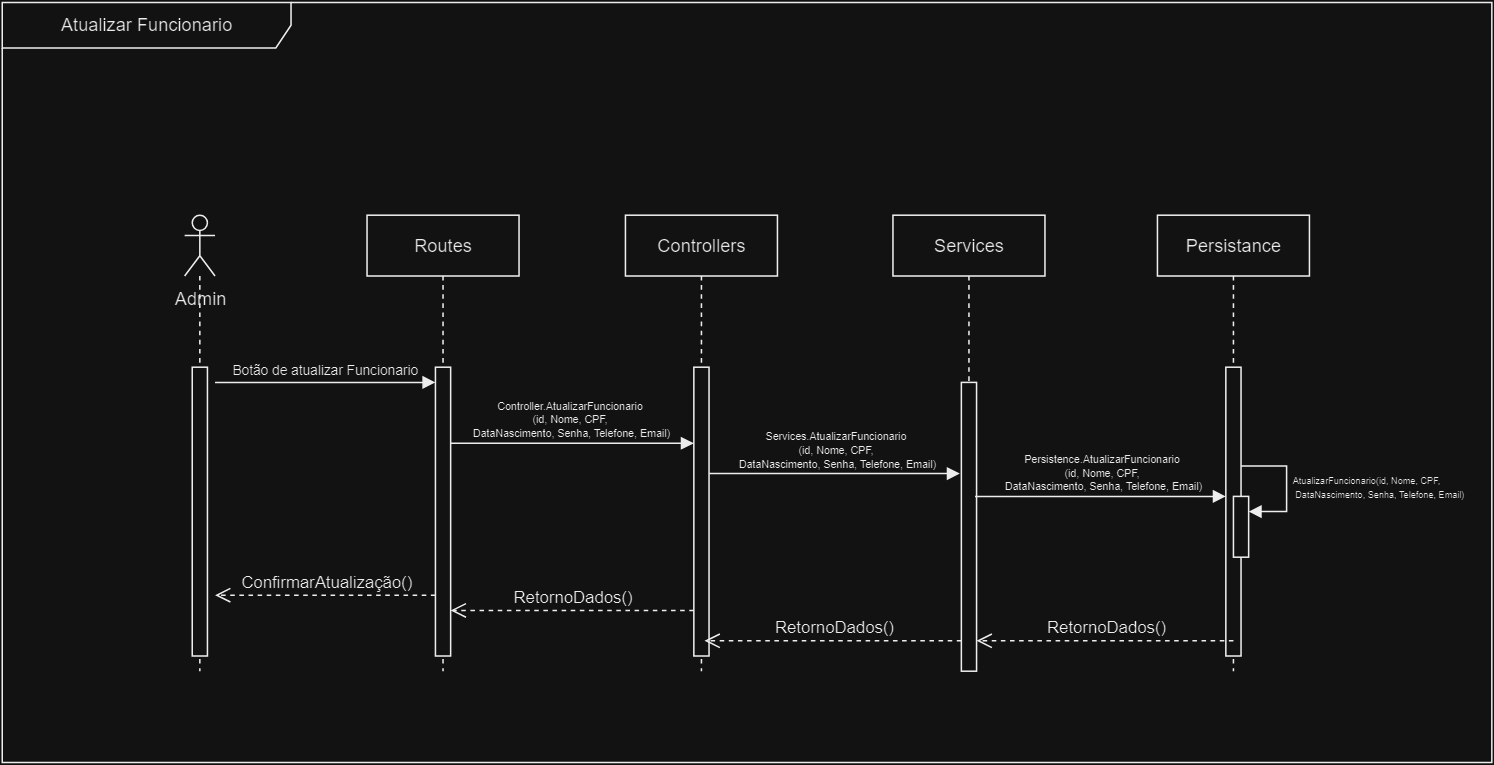 Atualizar Funcionario
Admin
Routes
Controllers
Services
Persistance
Botão de atualizar Funcionario
Controller.AtualizarFuncionario
(id, Nome, CPF,
DataNascimento, Senha, Telefone, Email)
Services.AtualizarFuncionario
(id, Nome, CPF,
DataNascimento, Senha, Telefone, Email)
Persistence.AtualizarFuncionario
(id, Nome, CPF,
DataNascimento, Senha, Telefone, Email)
AtualizarFuncionario(id, Nome, CPF,
DataNascimento, Senha, Telefone, Email)
ConfirmarAtualização()
RetornoDados()
RetornoDados()
RetornoDados()